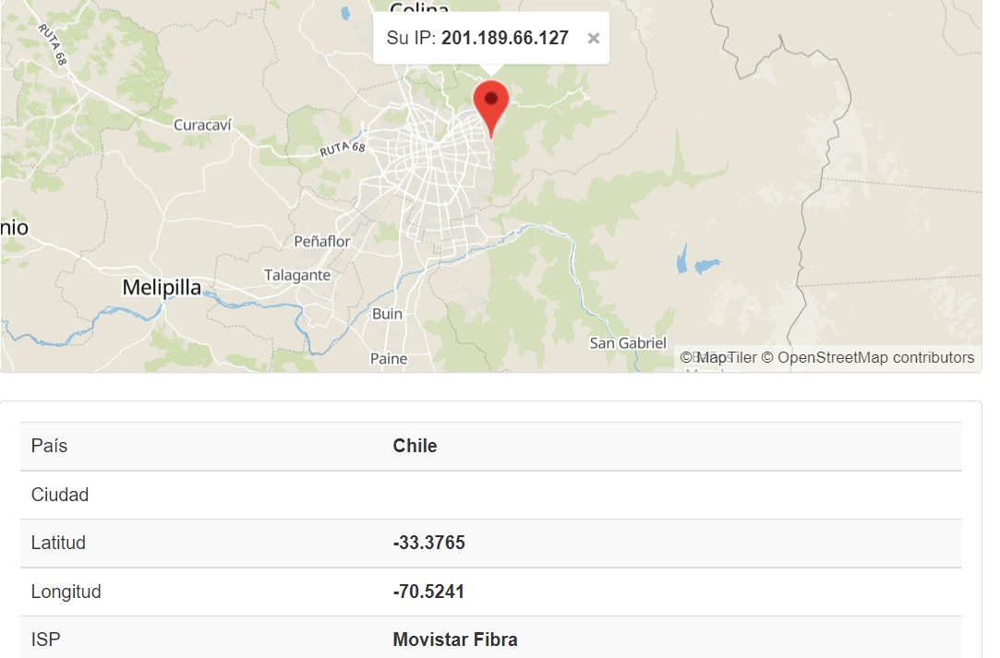 Colina
Su IP: 201.189.66.127 ×
RUTA 68
Curacaví
RUTA 68
nio
Peñaflor
Talagante
Melipilla
Buin
San Gabriel
Paine
© MapTiler © OpenStreetMap contributors
País Chile
Ciudad
Latitud -33.3765
Longitud -70.5241
ISP Movistar Fibra